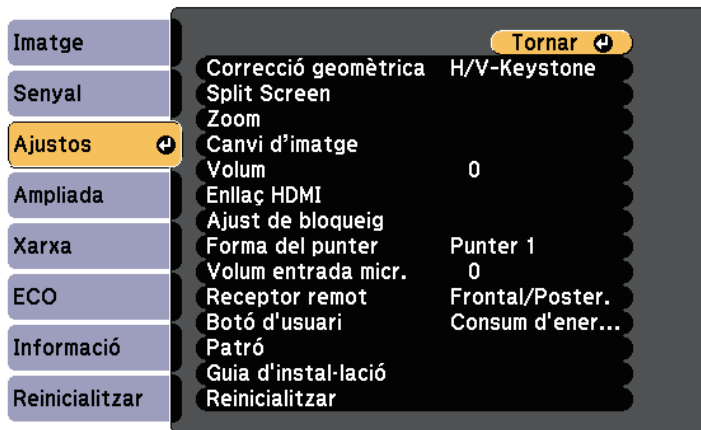 Imatge
Senyal
Ajustos
Ampliada
Xarxa
ECO
Informació
Reinicialitzar
Tornar
Correcció geomètrica H/V-Keystone
Split Screen
Zoom
Canvi d'imatge
Volum 0
Enllaç HDMI
Ajust de bloqueig
Forma del punter Punter 1
Volum entrada micr. 0
Receptor remot Frontal/Poster.
Botó d'usuari Consum d'ener...
Patró
Guia d'instal·lació
Reinicialitzar